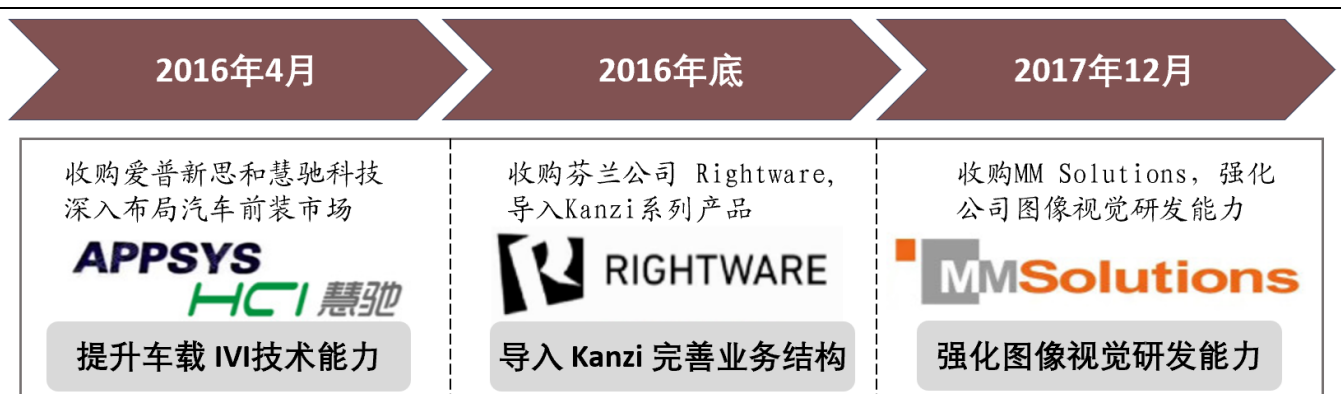 2016年4月
2016年底
2017年12月
收购爱普新思和慧驰科技
深入布局汽车前装市场
APPSYS
HCI 慧驰
提升车载 IVI技术能力
收购芬兰公司 Rightware,
导入Kanzi系列产品
RIGHTWARE
导入 Kanzi 完善业务结构
收购MM Solutions, 强化
公司图像视觉研发能力
MMSolutions
强化图像视觉研发能力